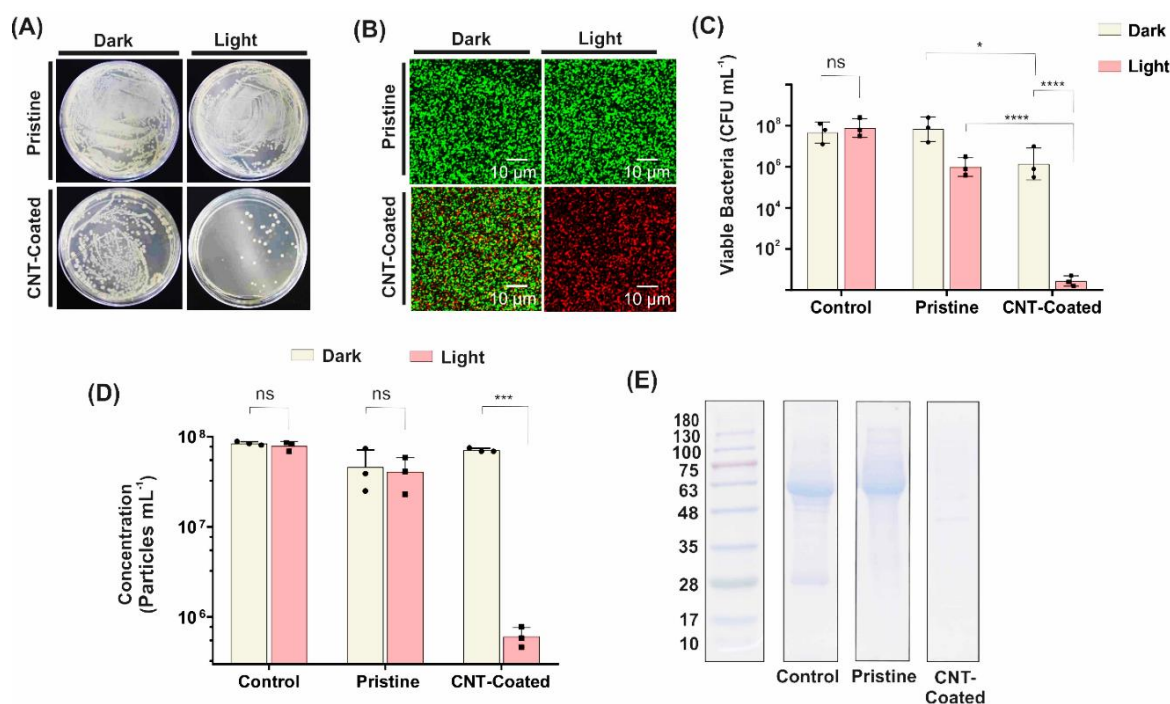 (A)
Dark Light
Pristine
CNT-Coated
(B)
Dark Light
Pristine
CNT-Coated
10 µm 10 µm
10 µm 10 µm
(C)
Dark
Light
Viable Bacteria (CFU mL⁻¹)
10⁸
10⁶
10⁴
10²
ns
*
****
****
Control Pristine CNT-Coated
Dark Light
(D)
Concentration
(Particles mL⁻¹)
10⁸
10⁷
10⁶
ns ns ***
Control Pristine CNT-Coated
(E)
180
130
100
75
63
48
35
28
17
10
Control Pristine CNT-
Coated